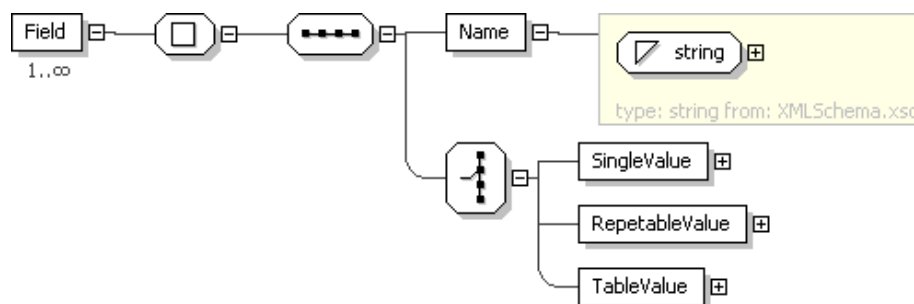 Field
1..∞
Name
string
type: string from: XMLSchema.xsd
SingleValue
RepetableValue
TableValue